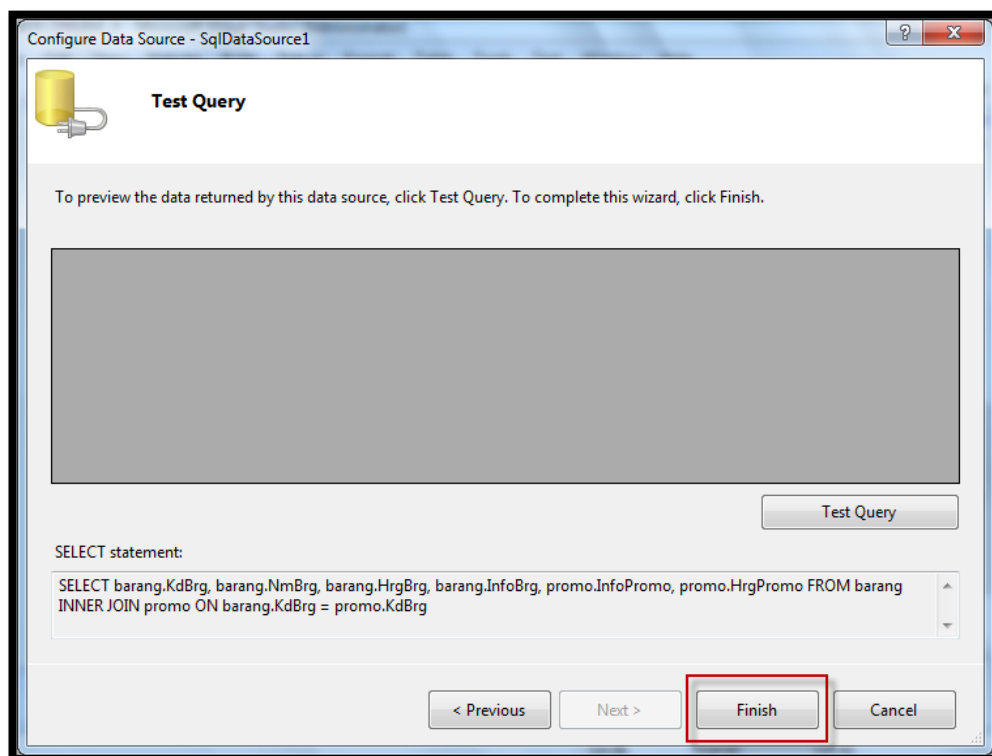 Configure Data Source - SqlDataSource1
Test Query
To preview the data returned by this data source, click Test Query. To complete this wizard, click Finish.
Test Query
SELECT statement:
SELECT barang.KdBrg, barang.NmBrg, barang.HrgBrg, barang.InfoBrg, promo.InfoPromo, promo.HrgPromo FROM barang
INNER JOIN promo ON barang.KdBrg = promo.KdBrg
< Previous Next > Finish Cancel